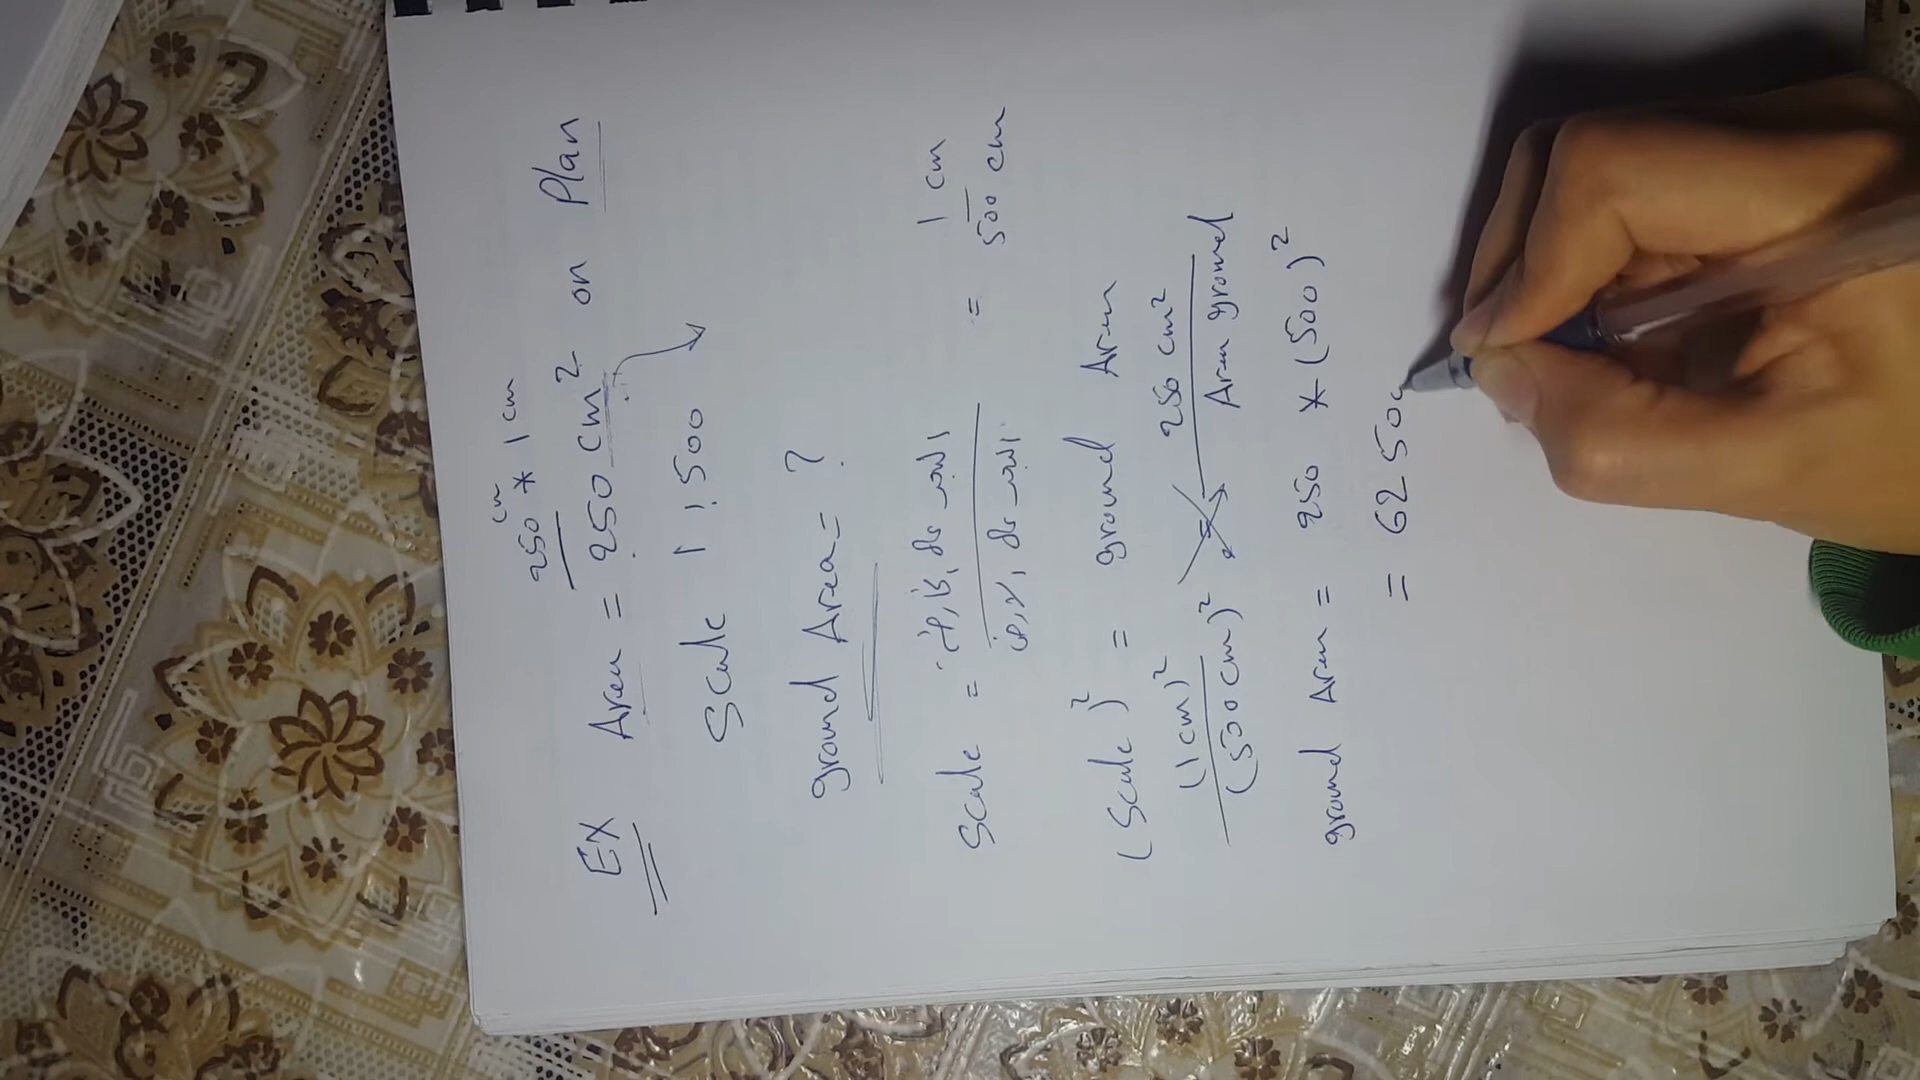 250 cm * 1 cm
EX Area = 250 cm² on Plan
Scale 1 : 500
ground Area = ?
Scale = = 1 cm / 500 cm
(Scale)² = ground Area
(1 cm)² / (500 cm)² 250 cm² / Area ground
ground Area = 250 * (500)²
= 62500